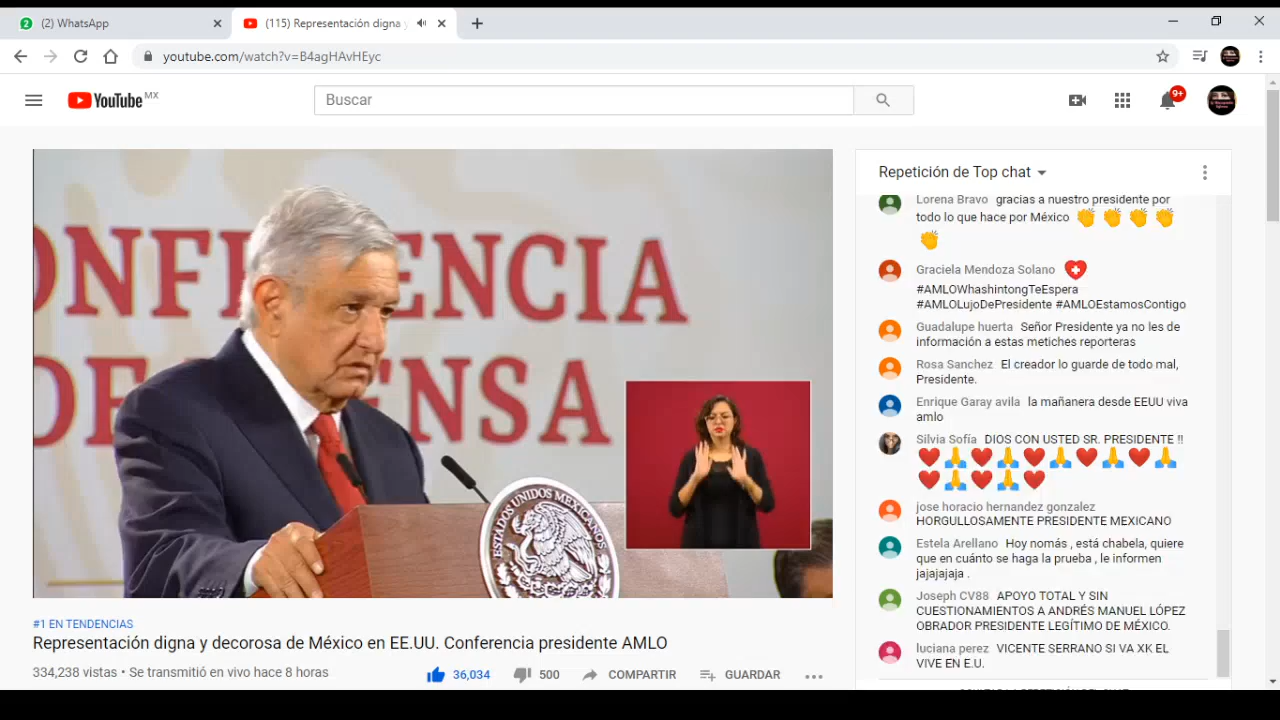 2 (2) WhatsApp
(115) Representación digna y
youtube.com/watch?v=B4agHAvHEyc
YouTube MX
Buscar
9+
CONFERENCIA
DE PRENSA
ESTADOS UNIDOS MEXICANOS
#1 EN TENDENCIAS
Representación digna y decorosa de México en EE.UU. Conferencia presidente AMLO
334,238 vistas • Se transmitió en vivo hace 8 horas
36,034
500
COMPARTIR
GUARDAR
Repetición de Top chat
Lorena Bravo gracias a nuestro presidente por
todo lo que hace por México 👏 👏 👏 👏
👏
Graciela Mendoza Solano
#AMLOWhashintongTeEspera
#AMLOLujoDePresidente #AMLOEstamosContigo
Guadalupe huerta Señor Presidente ya no les de
información a estas metiches reporteras
Rosa Sanchez El creador lo guarde de todo mal,
Presidente.
Enrique Garay avila la mañanera desde EEUU viva
amlo
Silvia Sofía DIOS CON USTED SR. PRESIDENTE !!
❤️🙏❤️🙏❤️🙏❤️🙏❤️🙏
❤️🙏❤️🙏❤️
jose horacio hernandez gonzalez
HORGULLOSAMENTE PRESIDENTE MEXICANO
Estela Arellano Hoy nomás , está chabela, quiere
que en cuánto se haga la prueba , le informen
jajajajaja .
Joseph CV88 APOYO TOTAL Y SIN
CUESTIONAMIENTOS A ANDRÉS MANUEL LÓPEZ
OBRADOR PRESIDENTE LEGÍTIMO DE MÉXICO.
luciana perez VICENTE SERRANO SI VA XK EL
VIVE EN E.U.